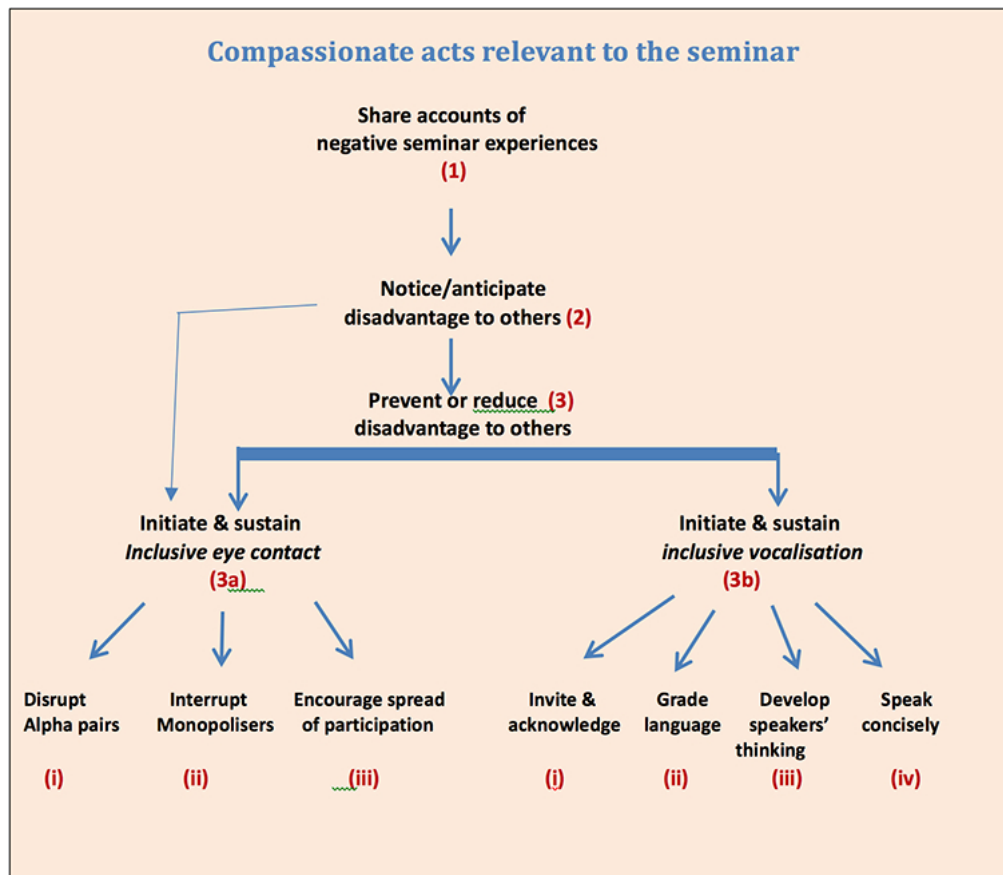 Compassionate acts relevant to the seminar
Share accounts of
negative seminar experiences
(1)
Notice/anticipate
disadvantage to others (2)
Prevent or reduce (3)
disadvantage to others
Initiate & sustain
Inclusive eye contact
(3a)
Initiate & sustain
inclusive vocalisation
(3b)
Disrupt
Alpha pairs
(i)
Interrupt
Monopolisers
(ii)
Encourage spread
of participation
(iii)
Invite &
acknowledge
(i)
Grade
language
(ii)
Develop
speakers’
thinking
(iii)
Speak
concisely
(iv)